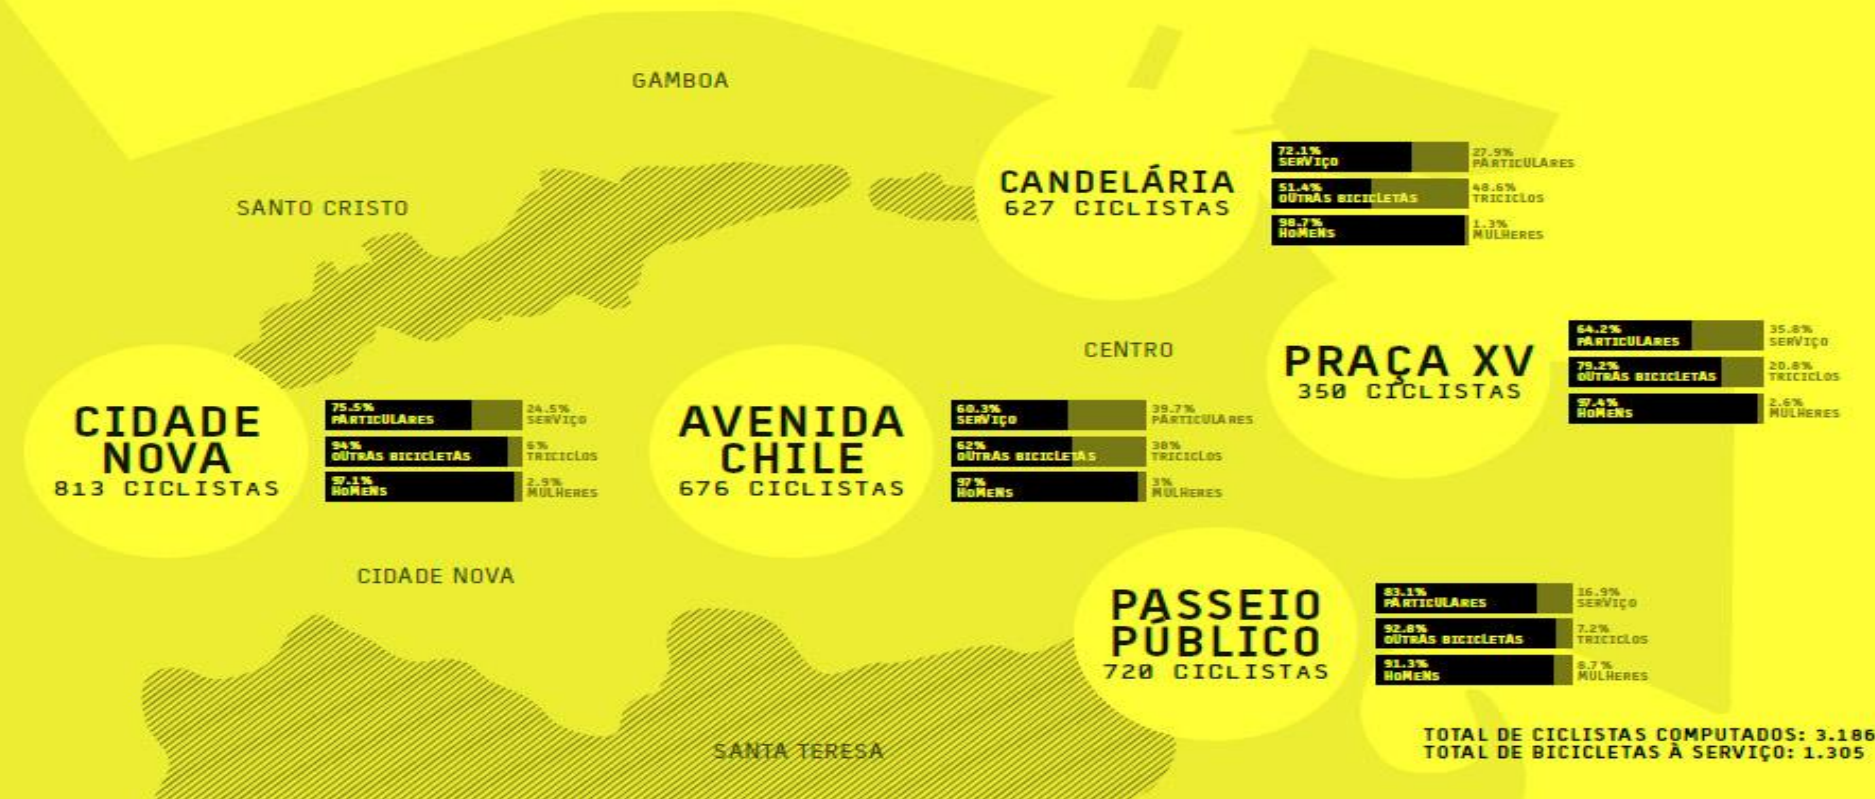 GAMBOA
SANTO CRISTO
CANDELÁRIA
627 CICLISTAS
72.1%
SERVIÇO
27.9%
PARTICULARES
51.4%
OUTRAS BICICLETAS
48.6%
TRICICLOS
98.7%
HOMENS
1.3%
MULHERES
CENTRO
PRAÇA XV
350 CICLISTAS
64.2%
PARTICULARES
35.8%
SERVIÇO
79.2%
OUTRAS BICICLETAS
20.8%
TRICICLOS
97.4%
HOMENS
2.6%
MULHERES
CIDADE
NOVA
813 CICLISTAS
75.5%
PARTICULARES
24.5%
SERVIÇO
94%
OUTRAS BICICLETAS
6%
TRICICLOS
97.1%
HOMENS
2.9%
MULHERES
AVENIDA
CHILE
676 CICLISTAS
60.3%
SERVIÇO
39.7%
PARTICULARES
62%
OUTRAS BICICLETAS
38%
TRICICLOS
97%
HOMENS
3%
MULHERES
CIDADE NOVA
PASSEIO
PÚBLICO
720 CICLISTAS
83.1%
PARTICULARES
16.9%
SERVIÇO
92.8%
OUTRAS BICICLETAS
7.2%
TRICICLOS
91.3%
HOMENS
8.7%
MULHERES
SANTA TERESA
TOTAL DE CICLISTAS COMPUTADOS: 3.186
TOTAL DE BICICLETAS À SERVIÇO: 1.305